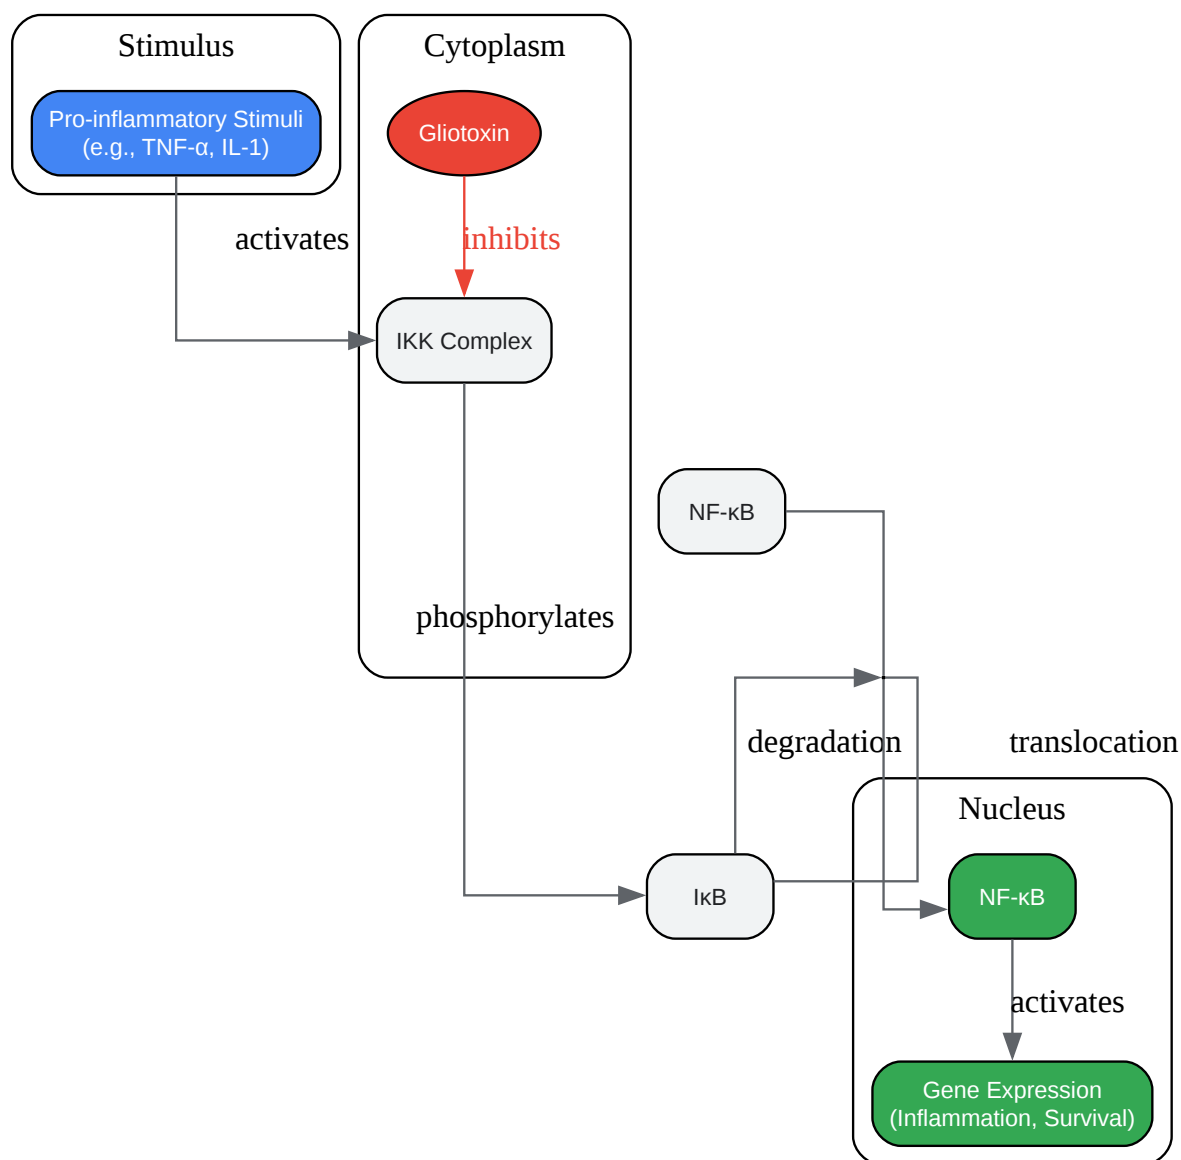 Stimulus
Pro-inflammatory Stimuli
(e.g., TNF-α, IL-1)
Cytoplasm
Gliotoxin
activates
inhibits
IKK Complex
NF-κB
phosphorylates
degradation
translocation
Nucleus
IκB
NF-κB
activates
Gene Expression
(Inflammation, Survival)